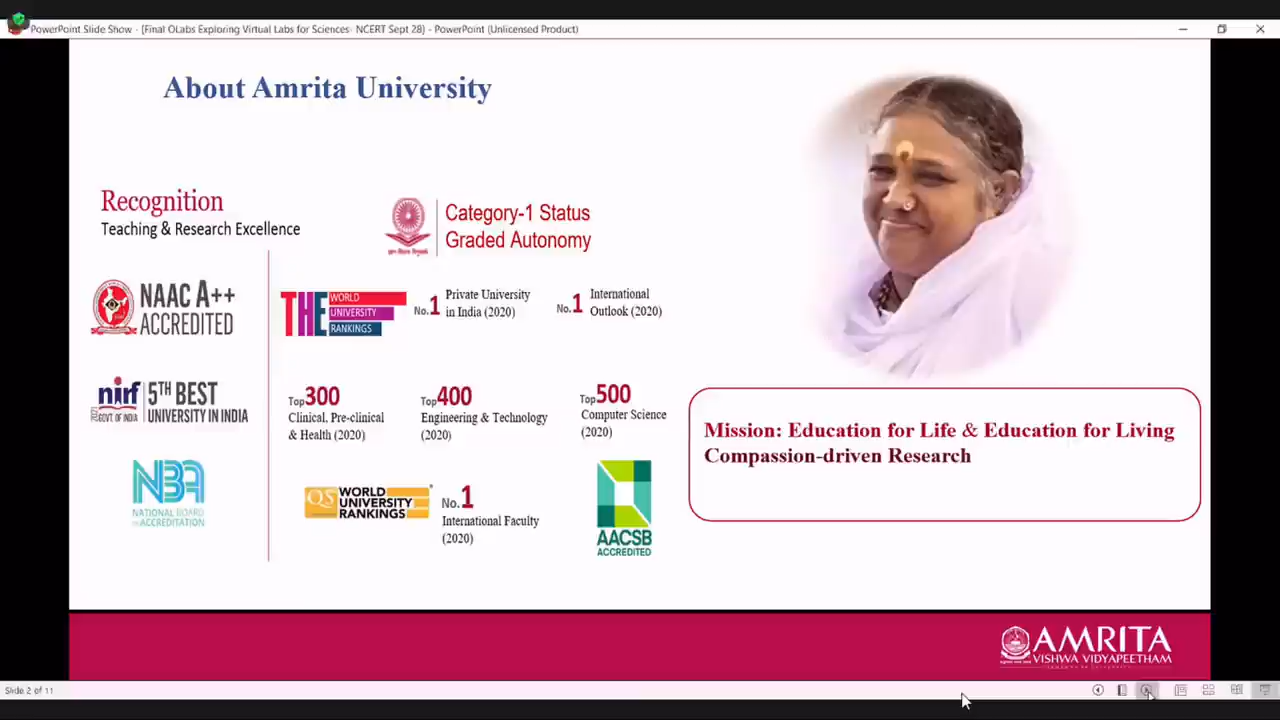 PowerPoint Slide Show - [Final OLabs Exploring Virtual Labs for Sciences- NCERT Sept 28] - PowerPoint (Unlicensed Product)
About Amrita University
Recognition
Teaching & Research Excellence
Category-1 Status
Graded Autonomy
NAAC A++
ACCREDITED
THE WORLD
UNIVERSITY
RANKINGS
No.1 Private University
in India (2020)
No.1 International
Outlook (2020)
nirf
2021 GOVT. OF INDIA
5TH BEST
UNIVERSITY IN INDIA
Top300
Clinical, Pre-clinical
& Health (2020)
Top400
Engineering & Technology
(2020)
Top500
Computer Science
(2020)
Mission: Education for Life & Education for Living
Compassion-driven Research
NBA
NATIONAL BOARD
of ACCREDITATION
QS WORLD
UNIVERSITY
RANKINGS
No.1
International Faculty
(2020)
AACSB
ACCREDITED
AMRITA
VISHWA VIDYAPEETHAM
Slide 2 of 11